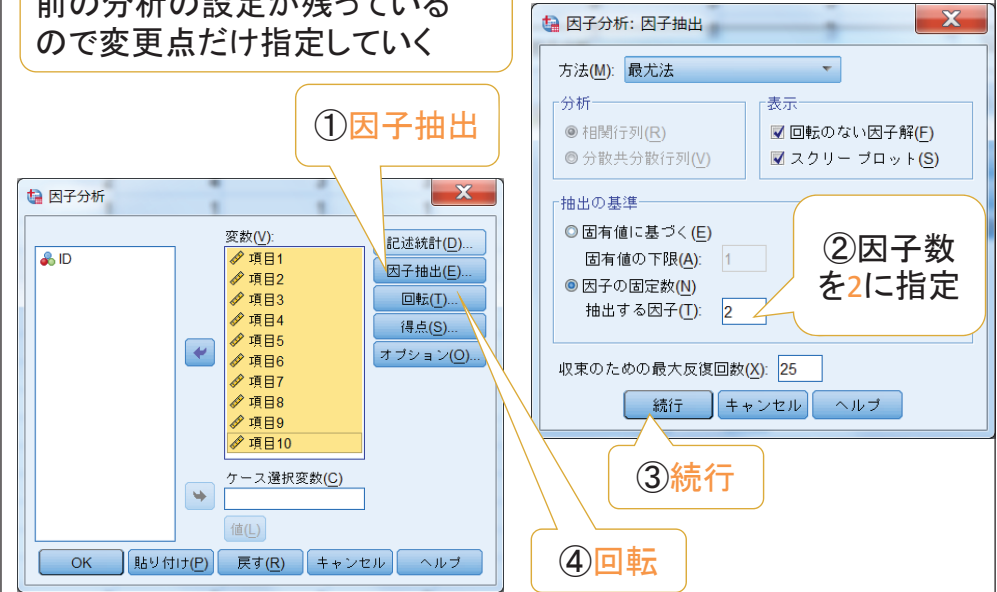 前の分析の設定が残っている
ので変更点だけ指定していく
①因子抽出
因子分析
ID
変数(V):
項目1
項目2
項目3
項目4
項目5
項目6
項目7
項目8
項目9
項目10
ケース選択変数(C)
値(L)
記述統計(D)...
因子抽出(E)...
回転(T)...
得点(S)...
オプション(O)...
OK
貼り付け(P)
戻す(R)
キャンセル
ヘルプ
因子分析: 因子抽出
方法(M): 最尤法
分析
相関行列(R)
分散共分散行列(V)
表示
回転のない因子解(F)
スクリー プロット(S)
抽出の基準
固有値に基づく(E)
固有値の下限(A): 1
因子の固定数(N)
抽出する因子(T): 2
②因子数
を2に指定
収束のための最大反復回数(X): 25
続行
キャンセル
ヘルプ
③続行
④回転